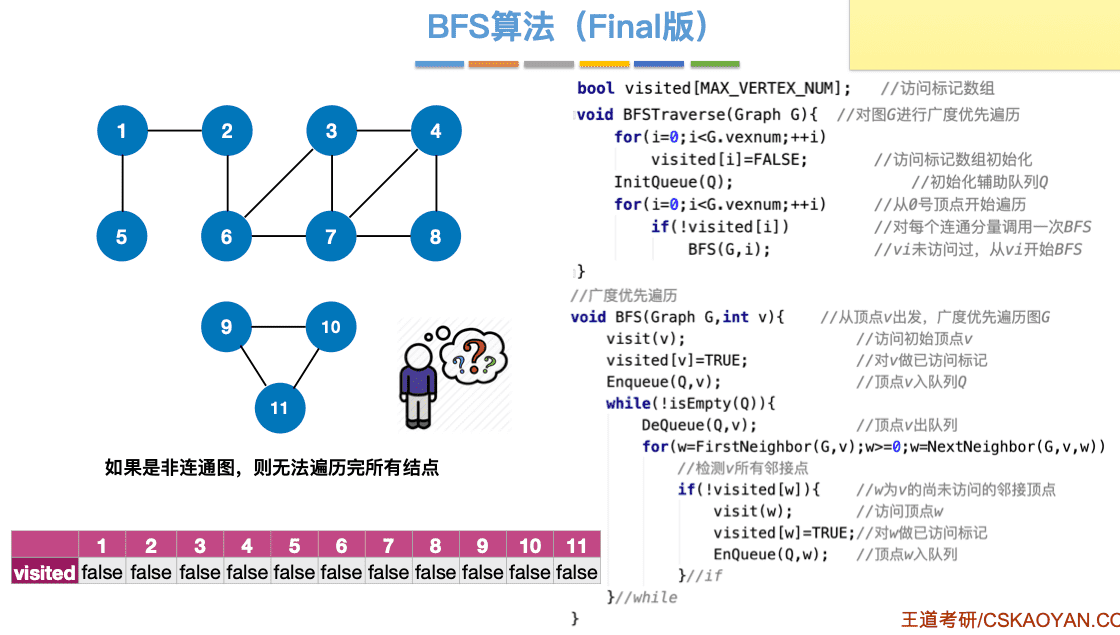 BFS算法（Final版）
1
2
3
4
5
6
7
8
9
10
11
如果是非连通图，则无法遍历完所有结点
1 2 3 4 5 6 7 8 9 10 11
visited false false false false false false false false false false false
bool visited[MAX_VERTEX_NUM]; //访问标记数组
void BFSTraverse(Graph G){ //对图G进行广度优先遍历
for(i=0;i<G.vexnum;++i)
visited[i]=FALSE; //访问标记数组初始化
InitQueue(Q); //初始化辅助队列Q
for(i=0;i<G.vexnum;++i) //从0号顶点开始遍历
if(!visited[i]) //对每个连通分量调用一次BFS
BFS(G,i); //vi未访问过，从vi开始BFS
}
//广度优先遍历
void BFS(Graph G,int v){ //从顶点v出发，广度优先遍历图G
visit(v); //访问初始顶点v
visited[v]=TRUE; //对v做已访问标记
Enqueue(Q,v); //顶点v入队列Q
while(!isEmpty(Q)){
DeQueue(Q,v); //顶点v出队列
for(w=FirstNeighbor(G,v);w>=0;w=NextNeighbor(G,v,w))
//检测v所有邻接点
if(!visited[w]){ //w为v的尚未访问的邻接顶点
visit(w); //访问顶点w
visited[w]=TRUE;//对w做已访问标记
EnQueue(Q,w); //顶点w入队列
}//if
}//while
}
王道考研/CSKAOYAN.CO